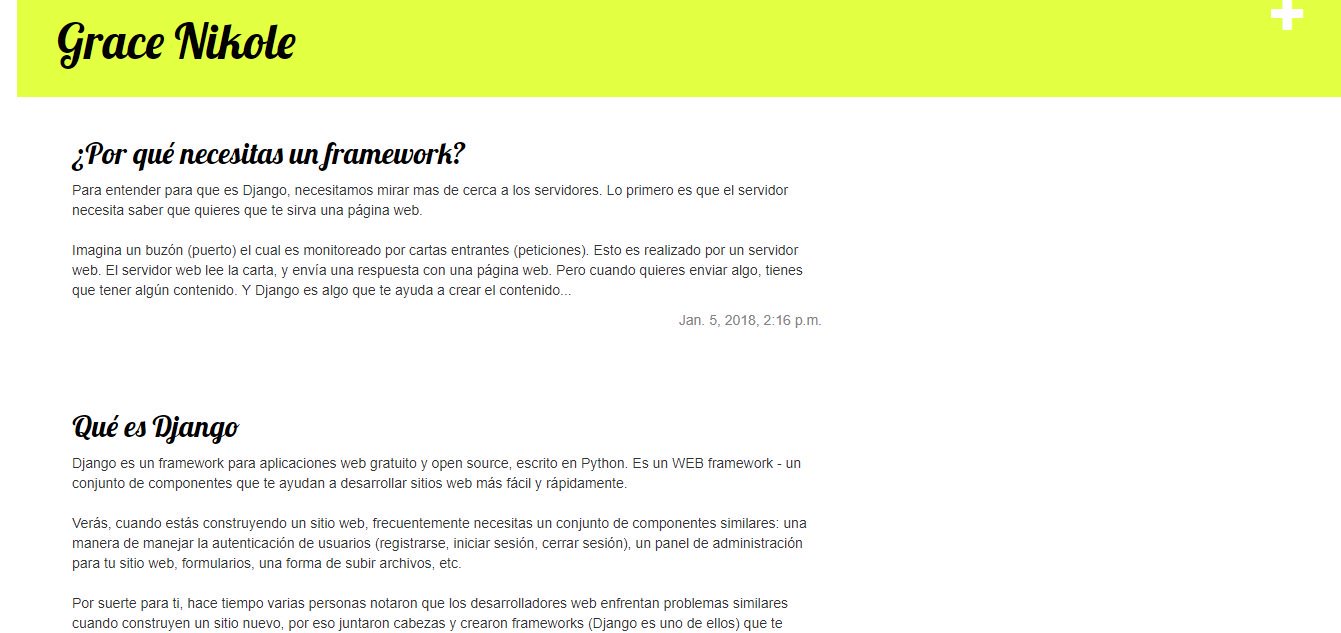 Grace Nikole
¿Por qué necesitas un framework?
Para entender para que es Django, necesitamos mirar mas de cerca a los servidores. Lo primero es que el servidor
necesita saber que quieres que te sirva una página web.
Imagina un buzón (puerto) el cual es monitoreado por cartas entrantes (peticiones). Esto es realizado por un servidor
web. El servidor web lee la carta, y envía una respuesta con una página web. Pero cuando quieres enviar algo, tienes
que tener algún contenido. Y Django es algo que te ayuda a crear el contenido...
Jan. 5, 2018, 2:16 p.m.
Qué es Django
Django es un framework para aplicaciones web gratuito y open source, escrito en Python. Es un WEB framework - un
conjunto de componentes que te ayudan a desarrollar sitios web más fácil y rápidamente.
Verás, cuando estás construyendo un sitio web, frecuentemente necesitas un conjunto de componentes similares: una
manera de manejar la autenticación de usuarios (registrarse, iniciar sesión, cerrar sesión), un panel de administración
para tu sitio web, formularios, una forma de subir archivos, etc.
Por suerte para ti, hace tiempo varias personas notaron que los desarrolladores web enfrentan problemas similares
cuando construyen un sitio nuevo, por eso juntaron cabezas y crearon frameworks (Django es uno de ellos) que te